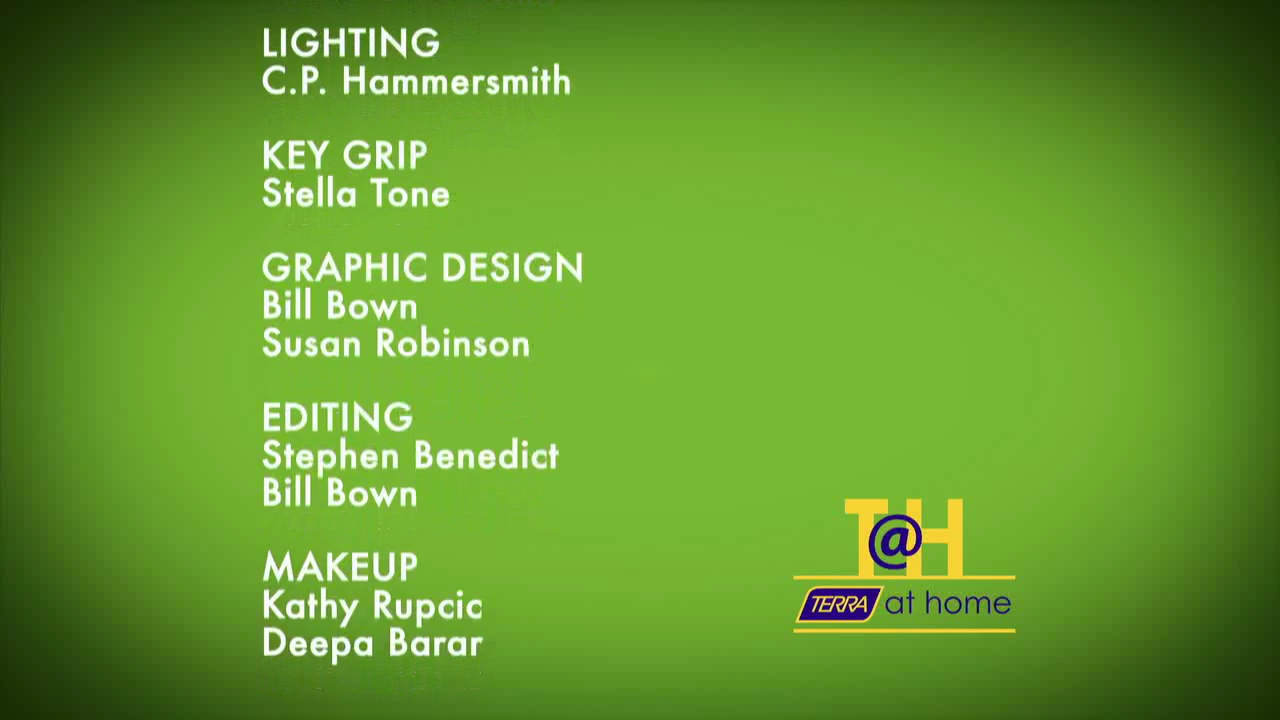 LIGHTING
C.P. Hammersmith
KEY GRIP
Stella Tone
GRAPHIC DESIGN
Bill Bown
Susan Robinson
EDITING
Stephen Benedict
Bill Bown
MAKEUP
Kathy Rupcic
Deepa Barar
T@H
TERRA at home